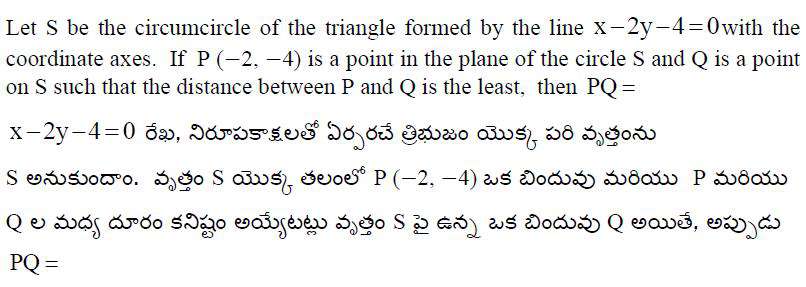 Let S be the circumcircle of the triangle formed by the line x−2y−4=0 with the
coordinate axes. If P (−2, −4) is a point in the plane of the circle S and Q is a point
on S such that the distance between P and Q is the least, then PQ =
x−2y−4=0 రేఖ, నిరూపకాక్షలతో ఏర్పరచే త్రిభుజం యొక్క పరి వృత్తంను
S అనుకుందాం. వృత్తం S యొక్క తలంలో P (−2, −4) ఒక బిందువు మరియు P మరియు
Q ల మధ్య దూరం కనిష్టం అయ్యేటట్లు వృత్తం S పై ఉన్న ఒక బిందువు Q అయితే, అప్పుడు
PQ =